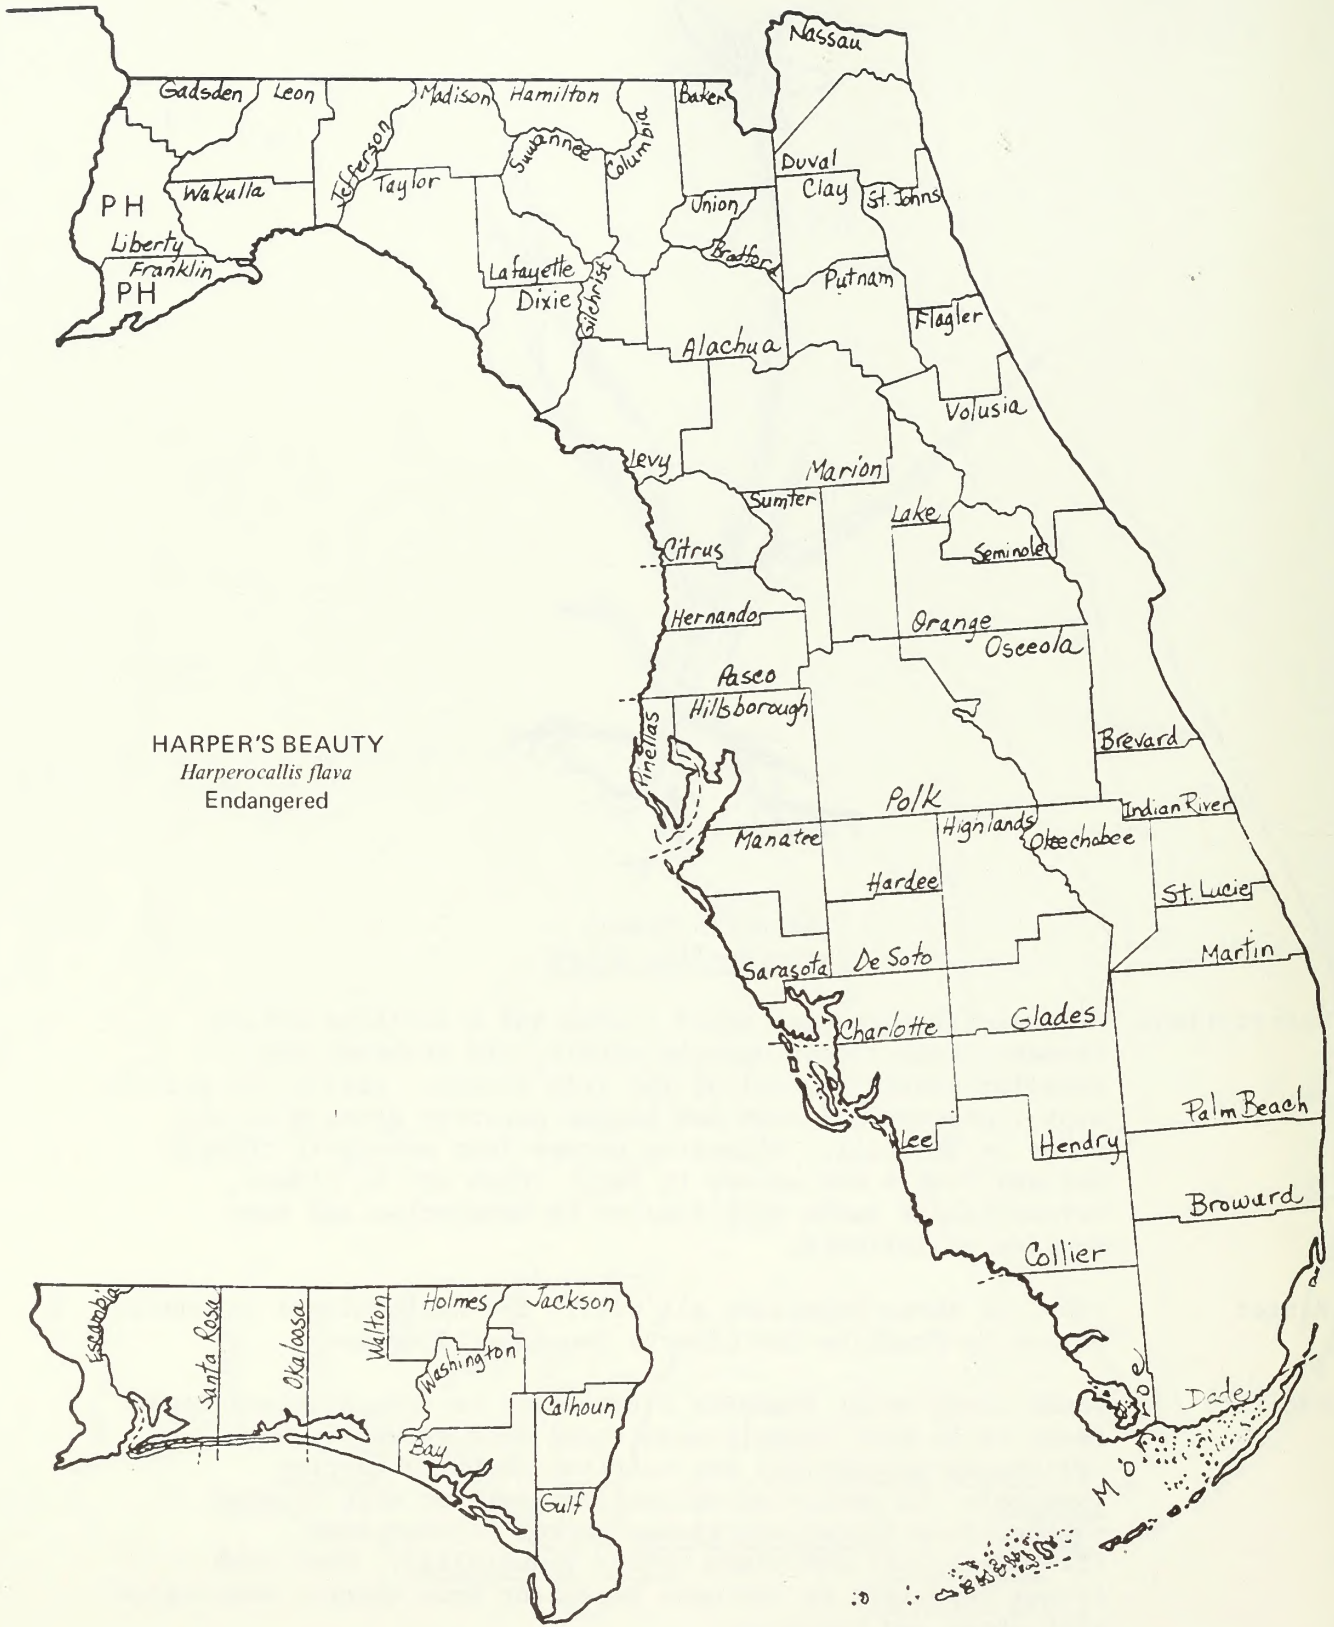 Nassau
Gadsden
Leon
Madison
Hamilton
Baker
Columbia
Suwannee
Jefferson
Duval
Taylor
Clay
St. Johns
Wakulla
Union
PH
Liberty
Bradford
Franklin
PH
Lafayette
Gilchrist
Putnam
Dixie
Flagler
Alachua
Volusia
Levy
Marion
Sumter
Lake
Citrus
Seminole
Hernando
Orange
Osceola
Pasco
Hillsborough
Pinellas
HARPER'S BEAUTY
Harperocallis flava
Endangered
Brevard
Polk
Indian River
Highlands
Manatee
Okeechobee
Hardee
St. Lucie
Martin
De Soto
Sarasota
Glades
Charlotte
Palm Beach
Lee
Hendry
Broward
Collier
Escambia
Santa Rosa
Okaloosa
Walton
Holmes
Jackson
Washington
Calhoun
Bay
Gulf
Dade
Monroe